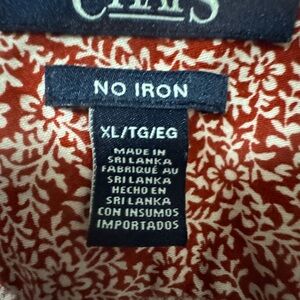 CHAPS
NO IRON
XL/TG/EG
MADE IN
SRI LANKA
FABRIQUÉ AU
SRI LANKA
HECHO EN
SRI LANKA
CON INSUMOS
IMPORTADOS